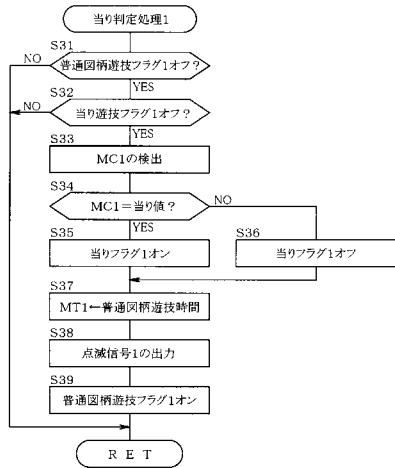 当り判定処理1
S31
普通図柄遊技フラグ1オフ?
NO
YES
S32
当り遊技フラグ1オフ?
NO
YES
S33
MC1の検出
S34
MC1=当り値?
NO
YES
S35
当りフラグ1オン
S36
当りフラグ1オフ
S37
MT1←普通図柄遊技時間
S38
点滅信号1の出力
S39
普通図柄遊技フラグ1オン
RET